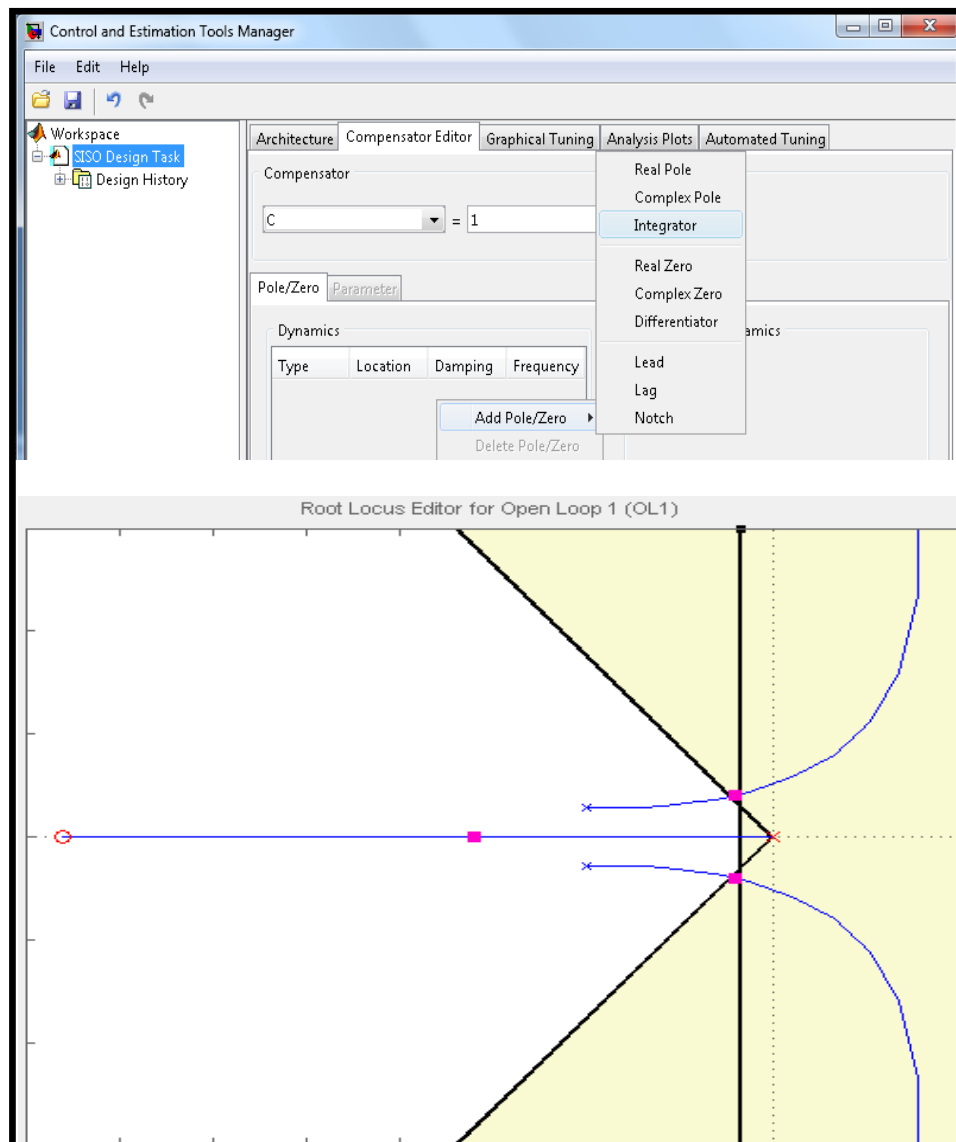 Control and Estimation Tools Manager
File Edit Help
Workspace
SISO Design Task
Design History
Architecture Compensator Editor Graphical Tuning Analysis Plots Automated Tuning
Compensator
C = 1
Pole/Zero Parameter
Dynamics
Type Location Damping Frequency
Add Pole/Zero
Delete Pole/Zero
Real Pole
Complex Pole
Integrator
Real Zero
Complex Zero
Differentiator
Lead
Lag
Notch
Root Locus Editor for Open Loop 1 (OL1)